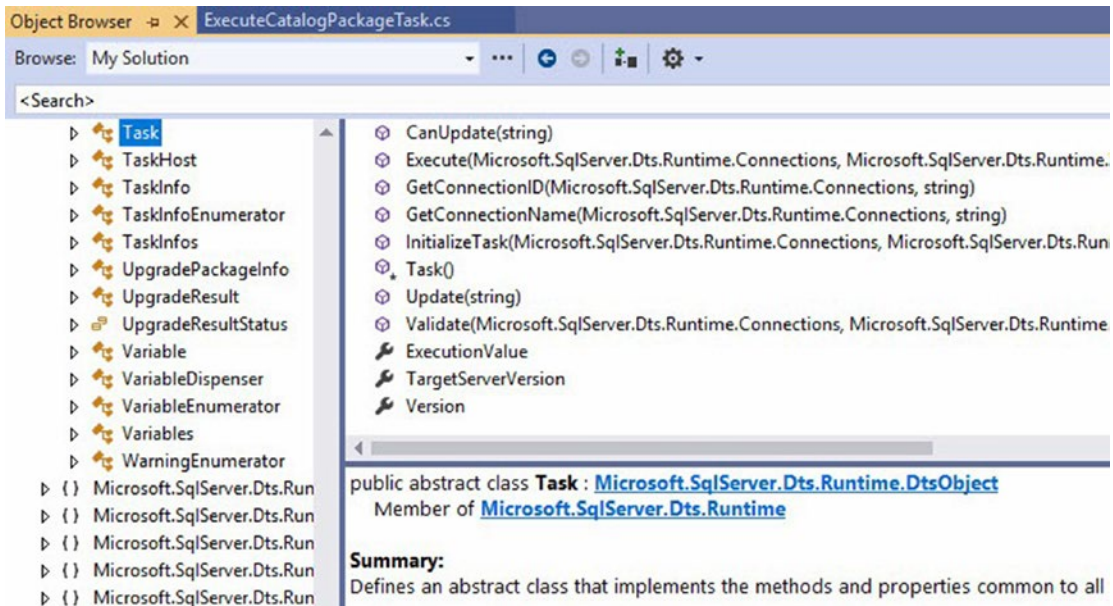 Object Browser ExecuteCatalogPackageTask.cs
Browse: My Solution
<Search>
Task
TaskHost
TaskInfo
TaskInfoEnumerator
TaskInfos
UpgradePackageInfo
UpgradeResult
UpgradeResultStatus
Variable
VariableDispenser
VariableEnumerator
Variables
WarningEnumerator
{ } Microsoft.SqlServer.Dts.Run
{ } Microsoft.SqlServer.Dts.Run
{ } Microsoft.SqlServer.Dts.Run
{ } Microsoft.SqlServer.Dts.Run
{ } Microsoft.SqlServer.Dts.Run
CanUpdate(string)
Execute(Microsoft.SqlServer.Dts.Runtime.Connections, Microsoft.SqlServer.Dts.Runtime.
GetConnectionID(Microsoft.SqlServer.Dts.Runtime.Connections, string)
GetConnectionName(Microsoft.SqlServer.Dts.Runtime.Connections, string)
InitializeTask(Microsoft.SqlServer.Dts.Runtime.Connections, Microsoft.SqlServer.Dts.Run
Task()
Update(string)
Validate(Microsoft.SqlServer.Dts.Runtime.Connections, Microsoft.SqlServer.Dts.Runtime
ExecutionValue
TargetServerVersion
Version
public abstract class Task : Microsoft.SqlServer.Dts.Runtime.DtsObject
Member of Microsoft.SqlServer.Dts.Runtime
Summary:
Defines an abstract class that implements the methods and properties common to all